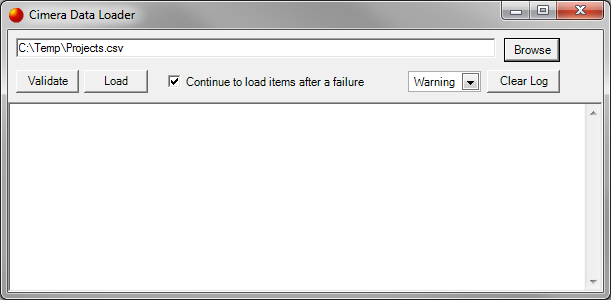 Cimera Data Loader
C:\Temp\Projects.csv
Browse
Validate
Load
Continue to load items after a failure
Warning
Clear Log